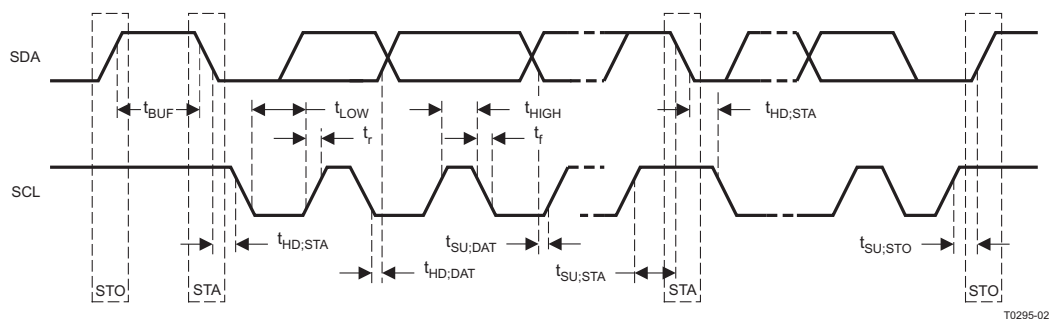 SDA
t_BUF
t_LOW
t_HIGH
t_HD;STA
t_r
t_f
SCL
t_HD;STA
t_HD;DAT
t_SU;DAT
t_SU;STA
t_SU;STO
STO
STA
STA
STO
T0295-02